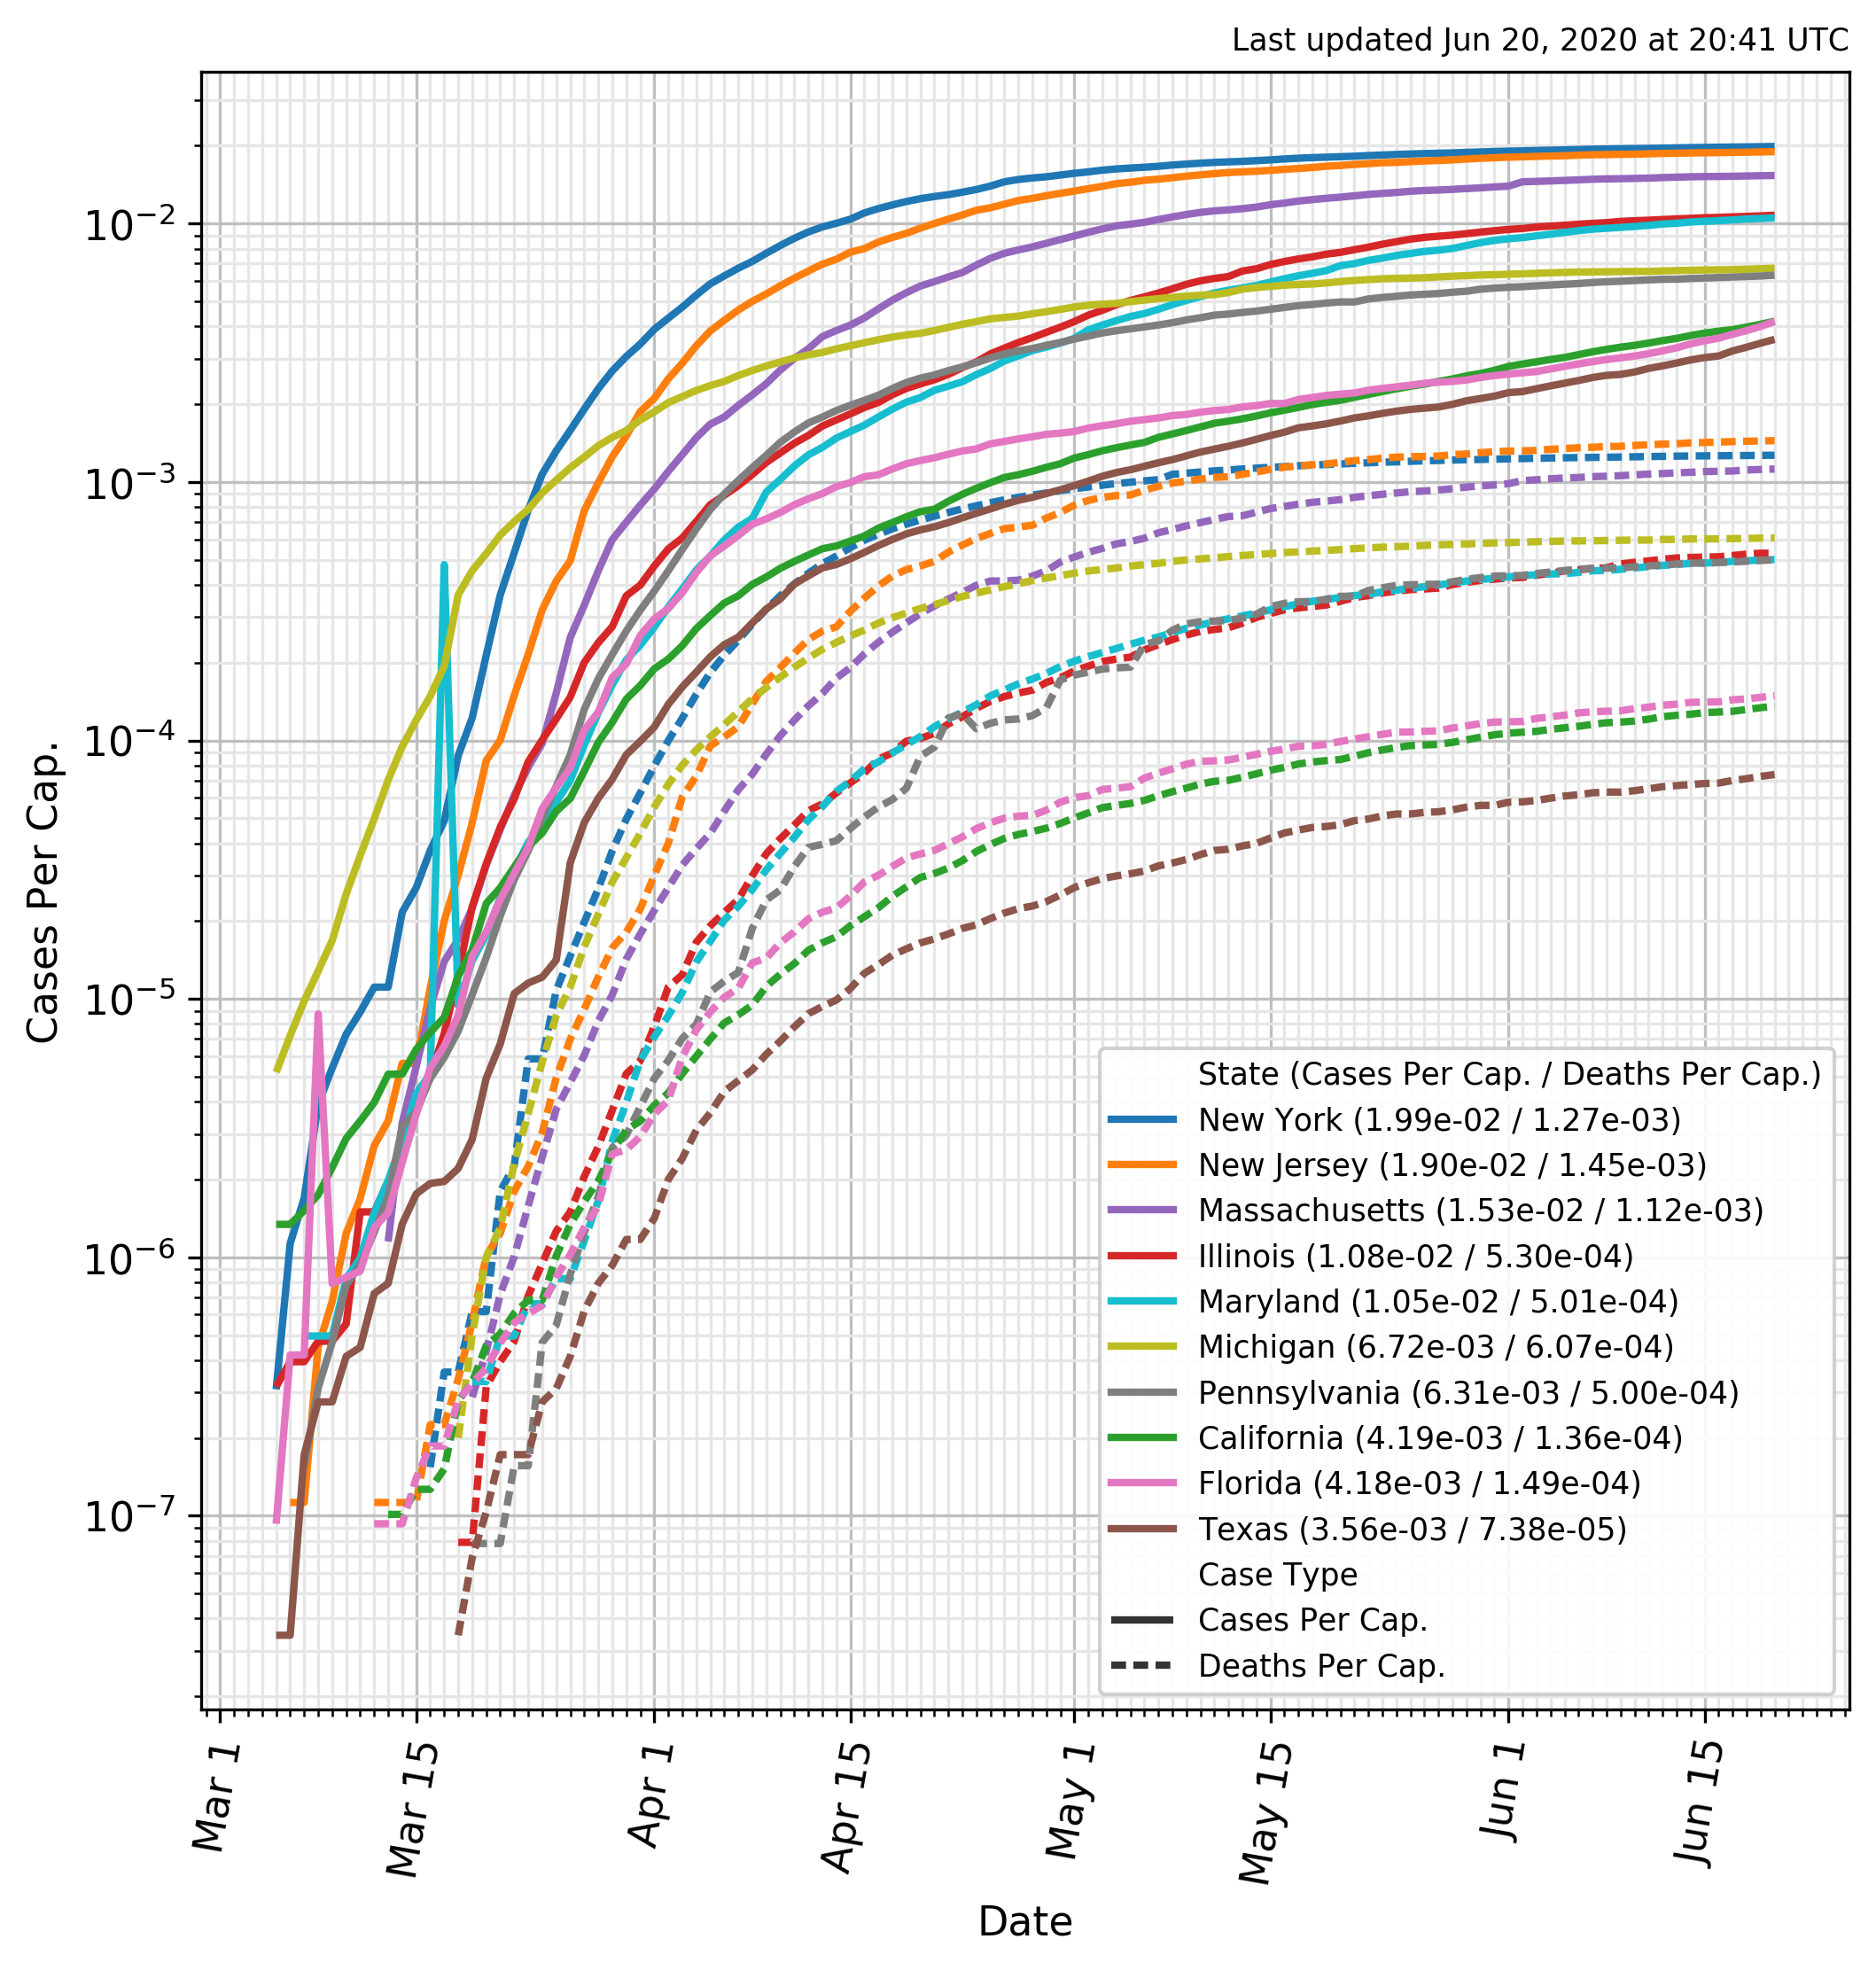 Last updated Jun 20, 2020 at 20:41 UTC
Cases Per Cap.
10⁻²
10⁻³
10⁻⁴
10⁻⁵
10⁻⁶
10⁻⁷
State (Cases Per Cap. / Deaths Per Cap.)
New York (1.99e-02 / 1.27e-03)
New Jersey (1.90e-02 / 1.45e-03)
Massachusetts (1.53e-02 / 1.12e-03)
Illinois (1.08e-02 / 5.30e-04)
Maryland (1.05e-02 / 5.01e-04)
Michigan (6.72e-03 / 6.07e-04)
Pennsylvania (6.31e-03 / 5.00e-04)
California (4.19e-03 / 1.36e-04)
Florida (4.18e-03 / 1.49e-04)
Texas (3.56e-03 / 7.38e-05)
Case Type
Cases Per Cap.
Deaths Per Cap.
Mar 1
Mar 15
Apr 1
Apr 15
May 1
May 15
Jun 1
Jun 15
Date